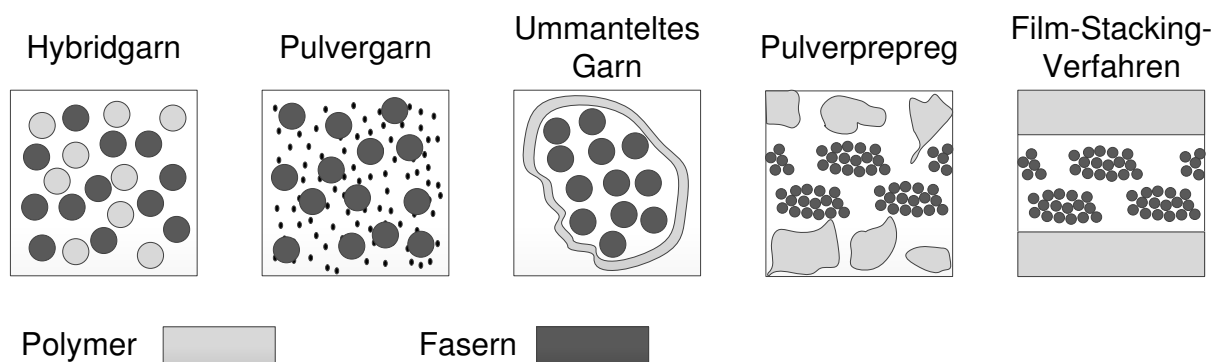 Hybridgarn
Pulvergarn
Ummanteltes
Garn
Pulverprepreg
Film-Stacking-
Verfahren
Polymer
Fasern